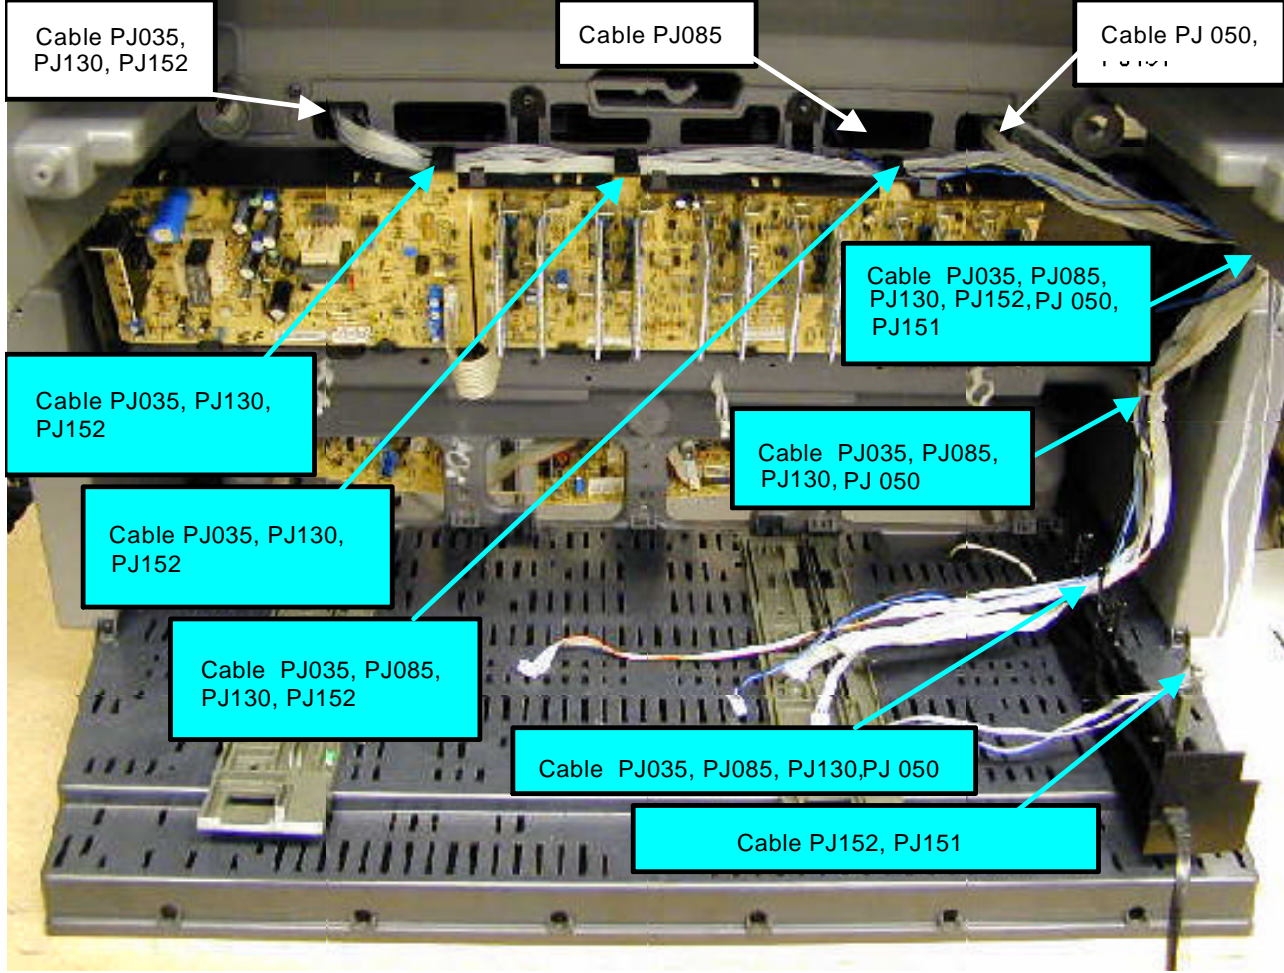 Cable PJ035,
PJ130, PJ152
Cable PJ085
Cable PJ 050,
Cable PJ035, PJ085,
PJ130, PJ152, PJ 050,
PJ151
Cable PJ035, PJ130,
PJ152
Cable PJ035, PJ085,
PJ130, PJ 050
Cable PJ035, PJ130,
PJ152
Cable PJ035, PJ085,
PJ130, PJ152
Cable PJ035, PJ085, PJ130,PJ 050
Cable PJ152, PJ151